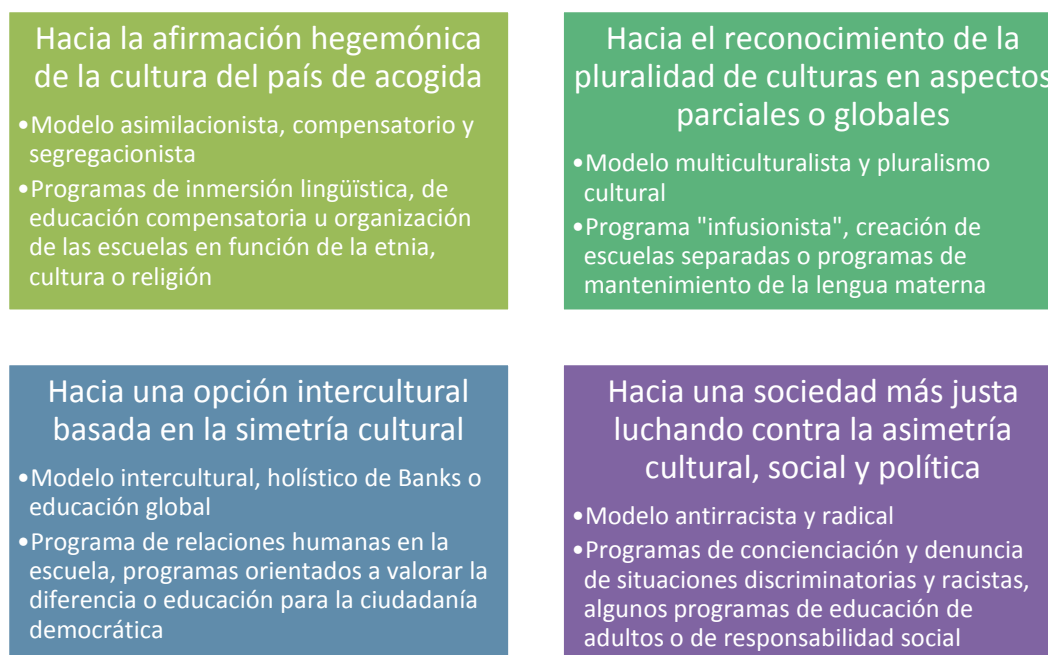 Hacia la afirmación hegemónica
de la cultura del país de acogida
•Modelo asimilacionista, compensatorio y
segregacionista
•Programas de inmersión lingüïstica, de
educación compensatoria u organización
de las escuelas en función de la etnia,
cultura o religión
Hacia el reconocimiento de la
pluralidad de culturas en aspectos
parciales o globales
•Modelo multiculturalista y pluralismo
cultural
•Programa "infusionista", creación de
escuelas separadas o programas de
mantenimiento de la lengua materna
Hacia una opción intercultural
basada en la simetría cultural
•Modelo intercultural, holístico de Banks o
educación global
•Programa de relaciones humanas en la
escuela, programas orientados a valorar la
diferencia o educación para la ciudadanía
democrática
Hacia una sociedad más justa
luchando contra la asimetría
cultural, social y política
•Modelo antirracista y radical
•Programas de concienciación y denuncia
de situaciones discriminatorias y racistas,
algunos programas de educación de
adultos o de responsabilidad social